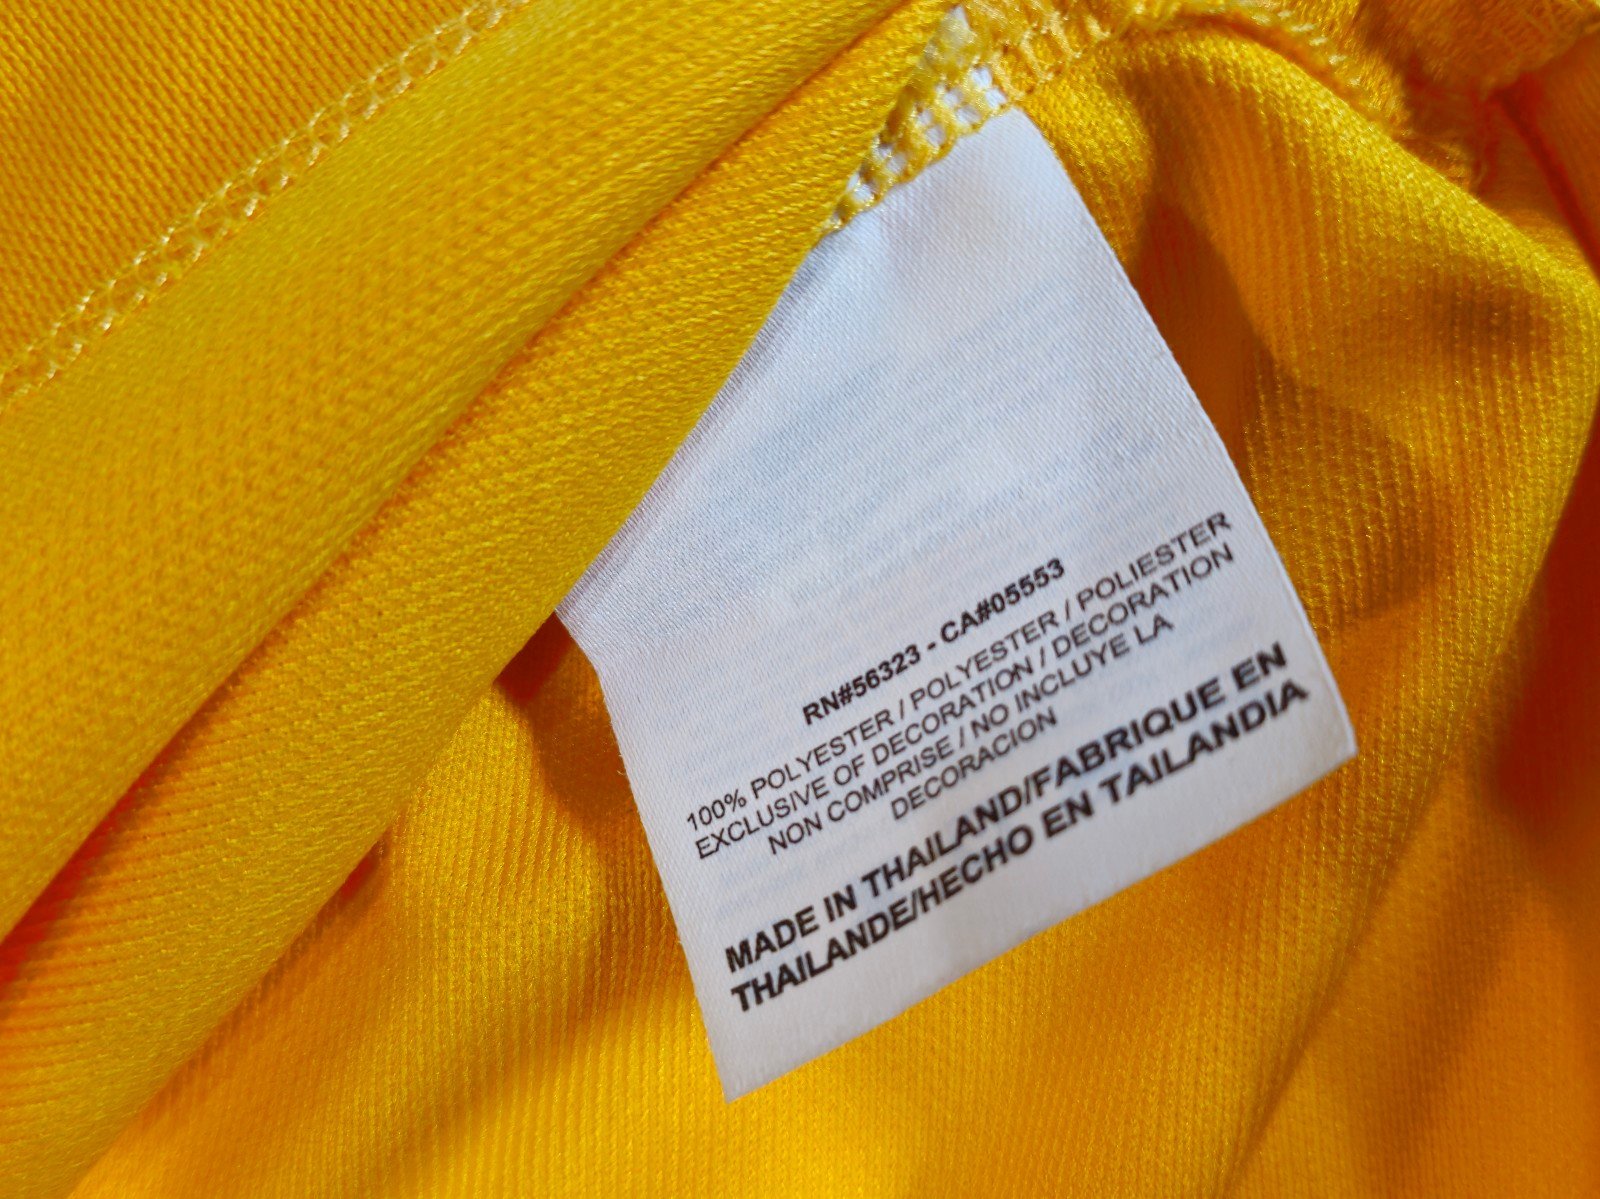 RN#56323 - CA#05553
100% POLYESTER / POLYESTER / POLIESTER
EXCLUSIVE OF DECORATION / DECORATION
NON COMPRISE / NO INCLUYE LA
DECORACION
MADE IN THAILAND/FABRIQUE EN
THAILANDE/HECHO EN TAILANDIA